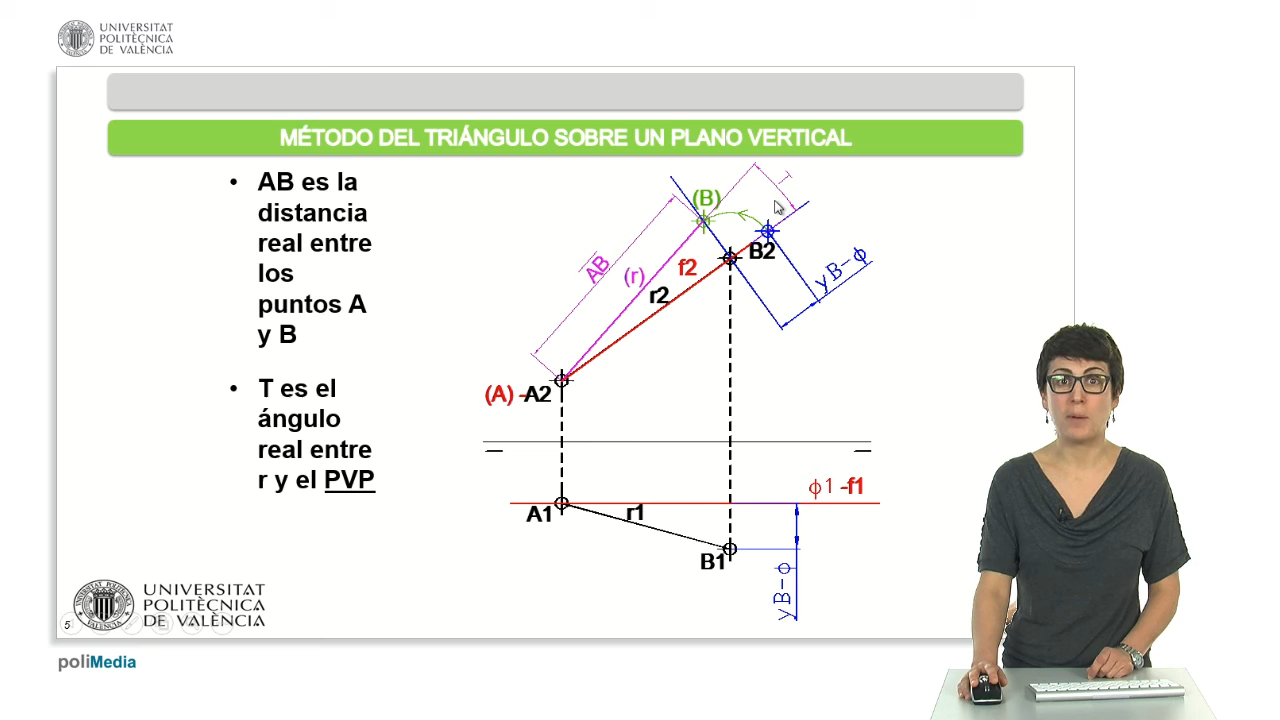 UNIVERSITAT
POLITÈCNICA
DE VALÈNCIA
MÉTODO DEL TRIÁNGULO SOBRE UN PLANO VERTICAL
• AB es la
distancia
real entre
los
puntos A
y B
• T es el
ángulo
real entre
r y el PVP
(B)
T
B2
AB
(r)
f2
r2
yB-ϕ
(A) -A2
ϕ1 -f1
A1
r1
B1
yB-ϕ
UNIVERSITAT
POLITÈCNICA
DE VALÈNCIA
5
poliMedia